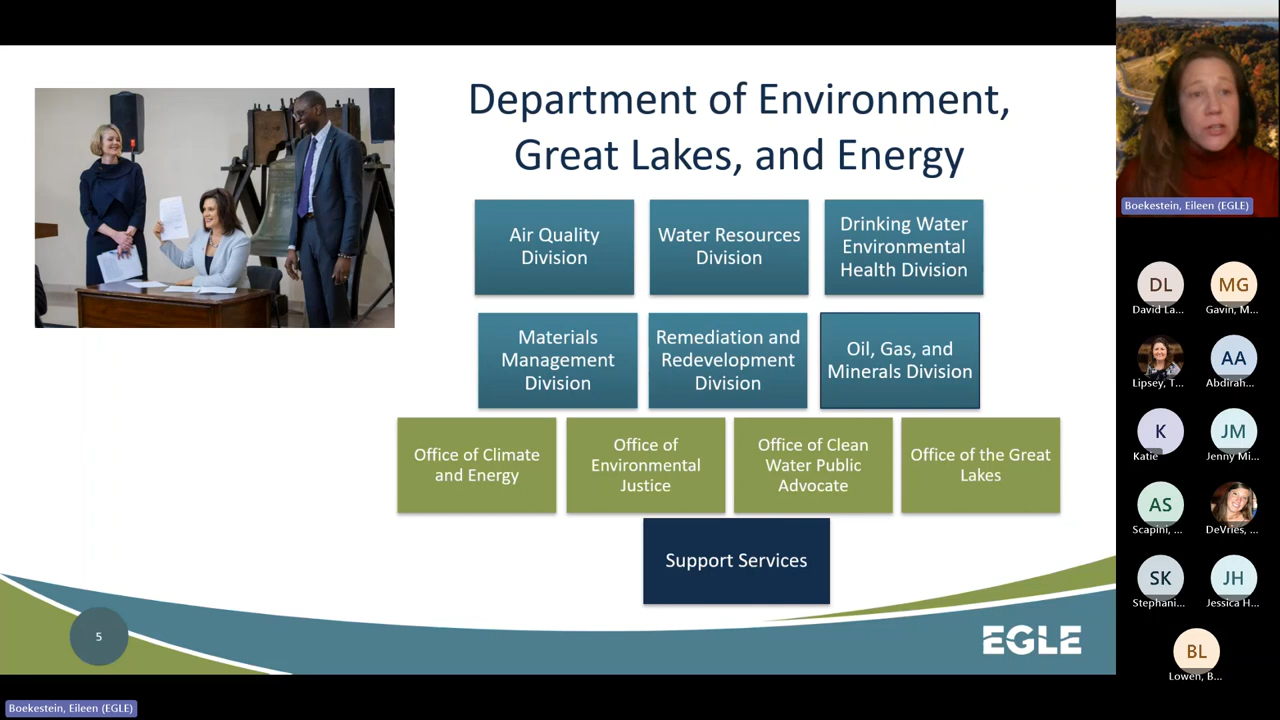 Department of Environment,
Great Lakes, and Energy
Air Quality
Division
Water Resources
Division
Drinking Water
Environmental
Health Division
Materials
Management
Division
Remediation and
Redevelopment
Division
Oil, Gas, and
Minerals Division
Office of Climate
and Energy
Office of
Environmental
Justice
Office of Clean
Water Public
Advocate
Office of the Great
Lakes
Support Services
5
EGLE
Boekestein, Eileen (EGLE)
Boekestein, Eileen (EGLE)
DL
David La...
MG
Gavin, M...
Lipsey, T...
AA
Abdirah...
K
Katie
JM
Jenny Mi...
AS
Scapini, ...
DeVries, ...
SK
Stephani...
JH
Jessica H...
BL
Lowen, B...